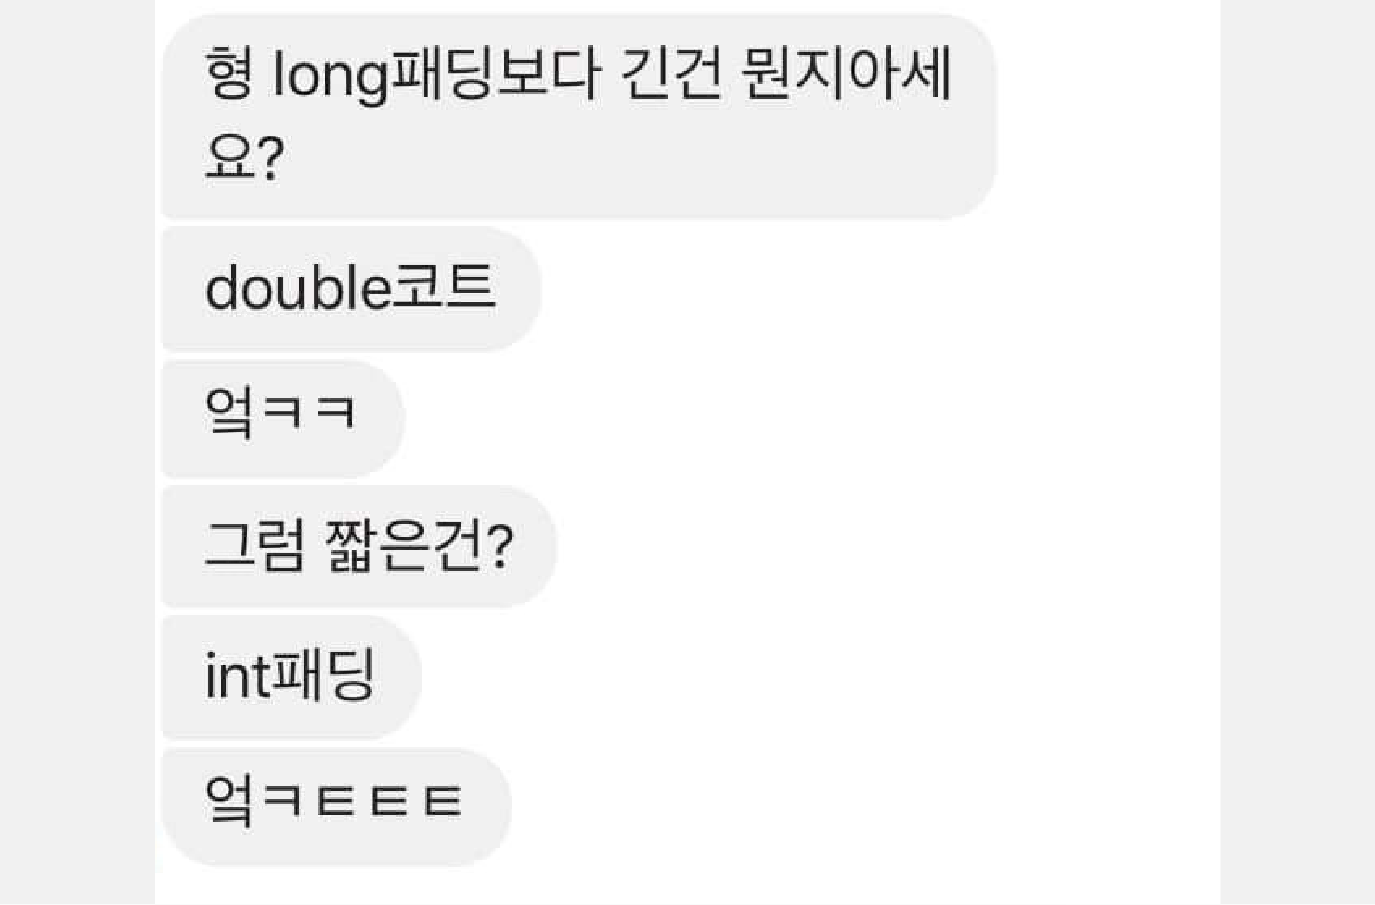 형 long패딩보다 긴건 뭔지아세
요?
double코트
엌ㅋㅋ
그럼 짧은건?
int패딩
엌ㅋㅌㅌㅌ